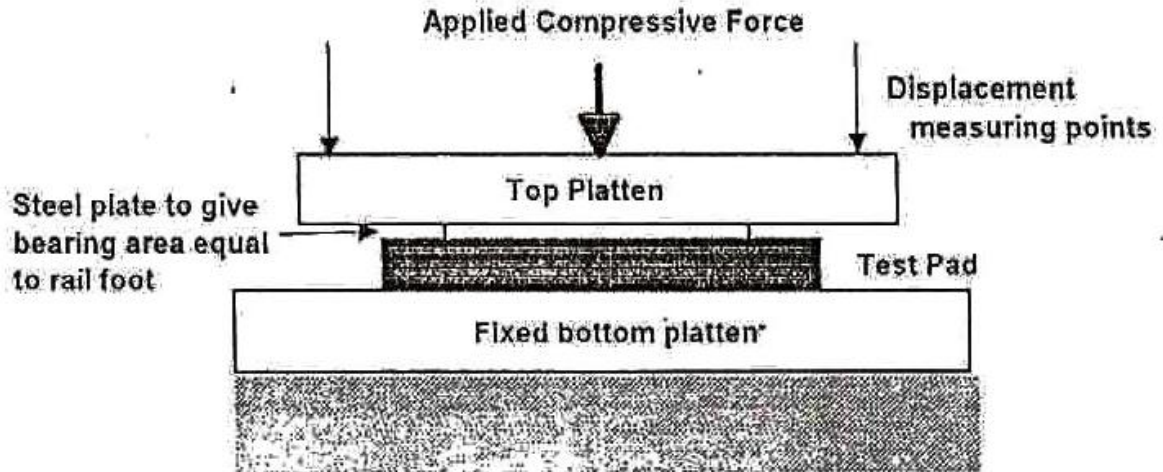 Applied Compressive Force
Displacement
measuring points
Top Platten
Steel plate to give
bearing area equal
to rail foot
Test Pad
Fixed bottom platten*